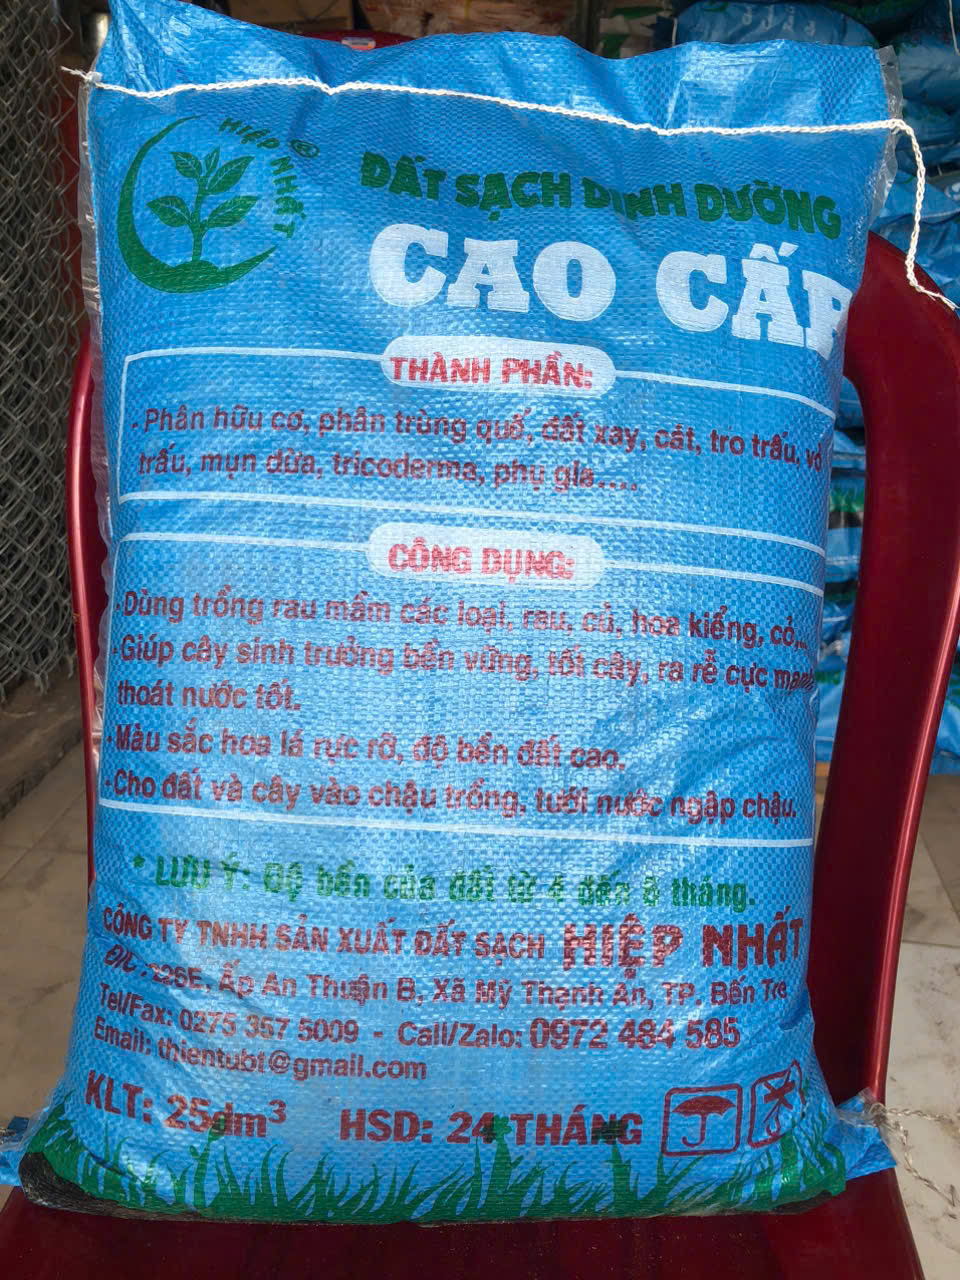 HIỆP NHẤT ®
ĐẤT SẠCH DINH DƯỠNG
CAO CẤP
THÀNH PHẦN:
- Phân hữu cơ, phân trùng quế, đất xay, cát, tro trấu, vỏ
trấu, mụn dừa, tricoderma, phụ gia....
CÔNG DỤNG:
- Dùng trồng rau mầm các loại, rau, củ, hoa kiểng, cỏ,...
- Giúp cây sinh trưởng bền vững, tốt cây, ra rễ cực mạnh,
thoát nước tốt.
- Màu sắc hoa lá rực rỡ, độ bền đất cao.
- Cho đất và cây vào chậu trồng, tưới nước ngập chậu.
* LƯU Ý: Độ bền của đất từ 4 đến 6 tháng.
CÔNG TY TNHH SẢN XUẤT ĐẤT SẠCH HIỆP NHẤT
Đ/c : 226E, Ấp An Thuận B, Xã Mỹ Thạnh An, TP. Bến Tre
Tel/Fax: 0275 357 5009 - Call/Zalo: 0972 484 585
Email: thientubt@gmail.com
KLT: 25dm³ HSD: 24 THÁNG